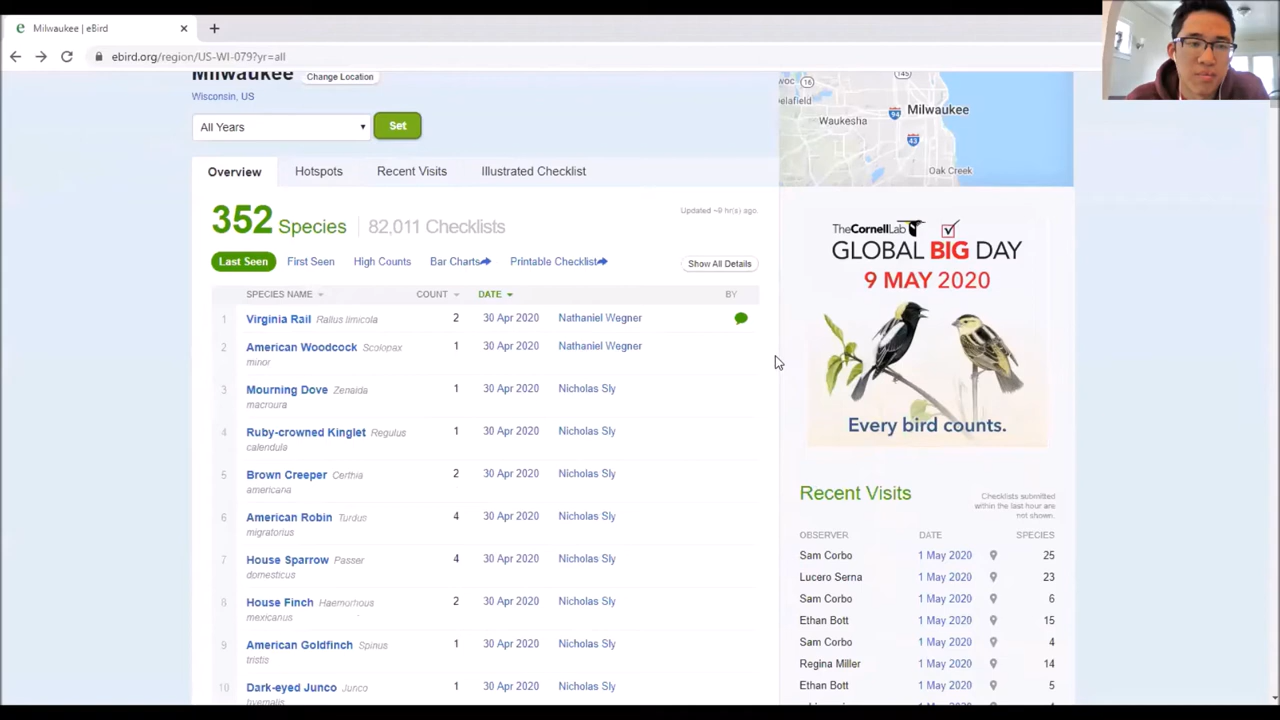 Milwaukee | eBird
ebird.org/region/US-WI-079?yr=all
Milwaukee Change Location
Wisconsin, US
All Years Set
Overview Hotspots Recent Visits Illustrated Checklist
352 Species 82,011 Checklists Updated ~9 hr(s) ago.
Last Seen First Seen High Counts Bar Charts Printable Checklist Show All Details
SPECIES NAME COUNT DATE BY
1 Virginia Rail Rallus limicola 2 30 Apr 2020 Nathaniel Wegner
2 American Woodcock Scolopax 1 30 Apr 2020 Nathaniel Wegner
minor
3 Mourning Dove Zenaida 1 30 Apr 2020 Nicholas Sly
macroura
4 Ruby-crowned Kinglet Regulus 1 30 Apr 2020 Nicholas Sly
calendula
5 Brown Creeper Certhia 2 30 Apr 2020 Nicholas Sly
americana
6 American Robin Turdus 4 30 Apr 2020 Nicholas Sly
migratorius
7 House Sparrow Passer 4 30 Apr 2020 Nicholas Sly
domesticus
8 House Finch Haemorhous 2 30 Apr 2020 Nicholas Sly
mexicanus
9 American Goldfinch Spinus 1 30 Apr 2020 Nicholas Sly
tristis
10 Dark-eyed Junco Junco 1 30 Apr 2020 Nicholas Sly
hyemalis
16 145
elafield
Milwaukee
94
Waukesha
43
Oak Creek
TheCornellLab
GLOBAL BIG DAY
9 MAY 2020
Every bird counts.
Recent Visits
Checklists submitted
within the last hour are
not shown.
OBSERVER DATE SPECIES
Sam Corbo 1 May 2020 25
Lucero Serna 1 May 2020 23
Sam Corbo 1 May 2020 6
Ethan Bott 1 May 2020 15
Sam Corbo 1 May 2020 4
Regina Miller 1 May 2020 14
Ethan Bott 1 May 2020 5